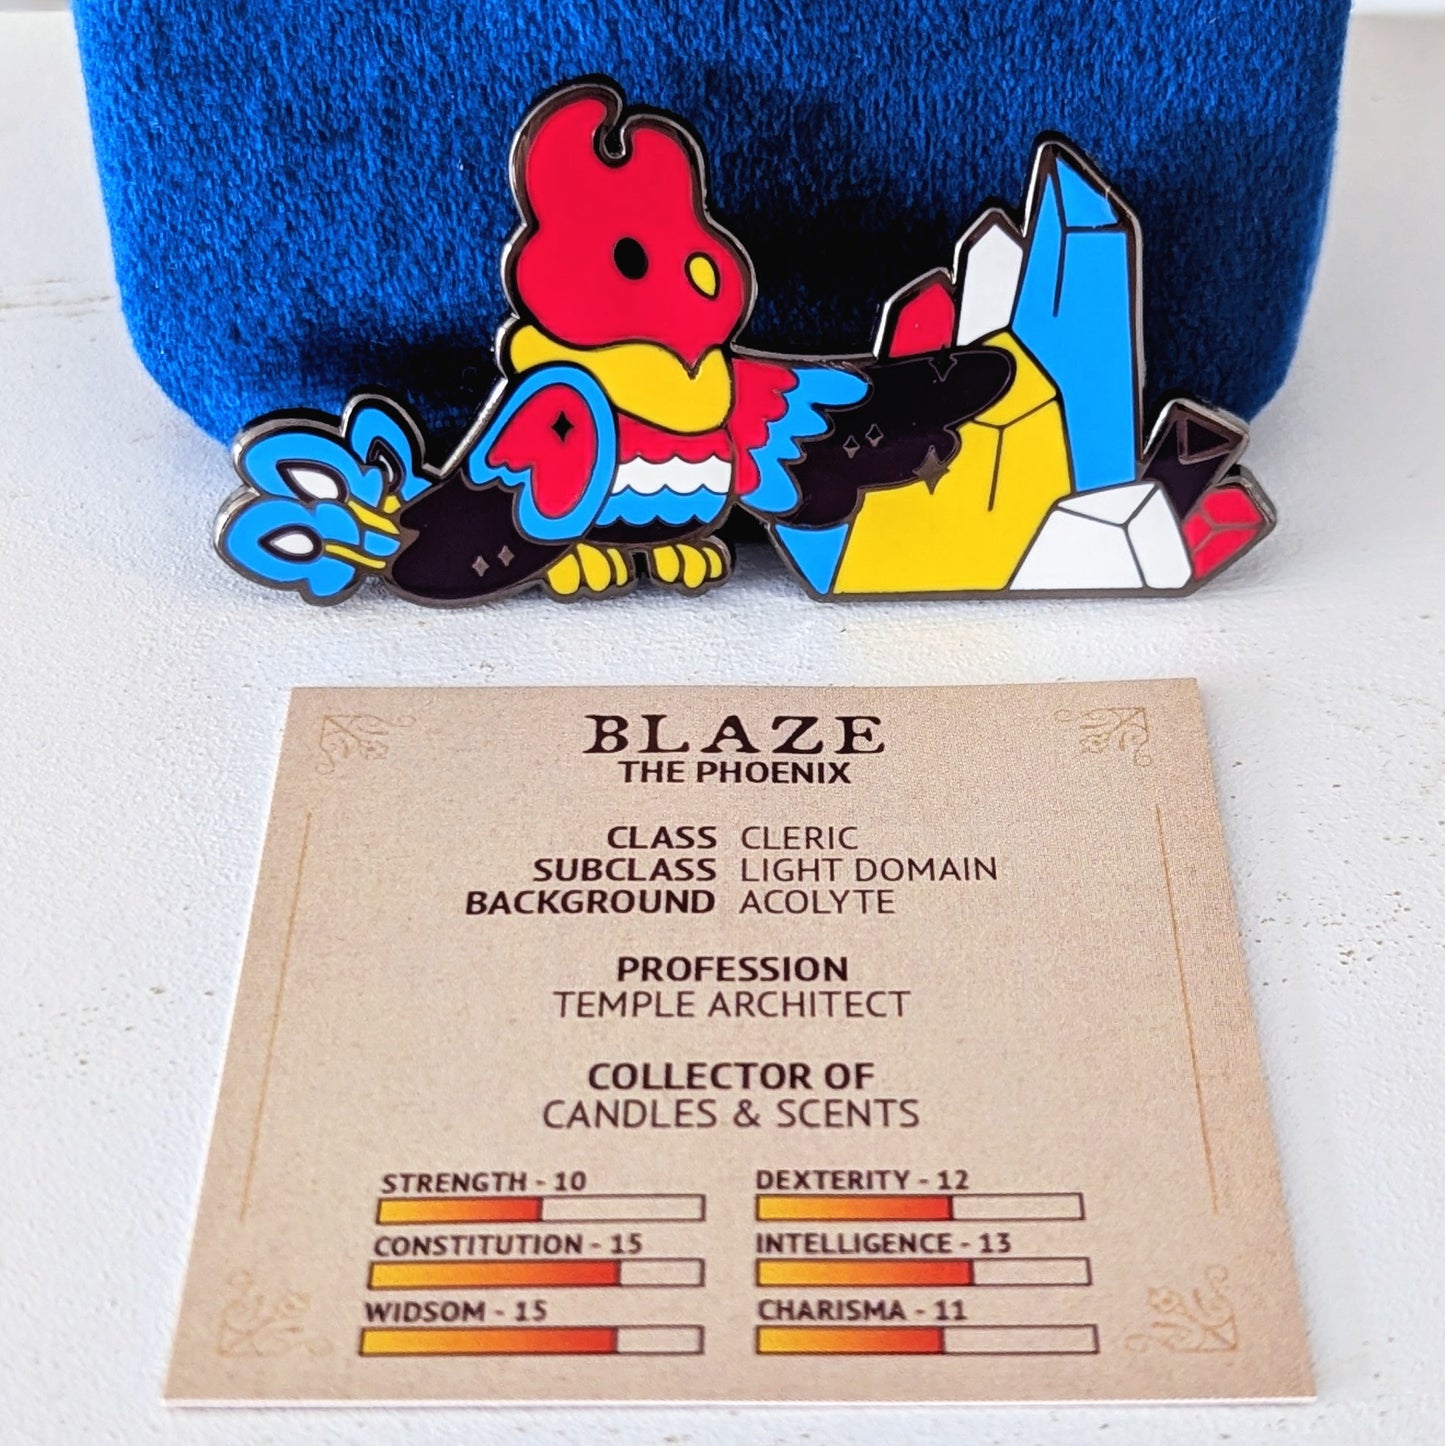 BLAZE
THE PHOENIX
CLASS CLERIC
SUBCLASS LIGHT DOMAIN
BACKGROUND ACOLYTE
PROFESSION
TEMPLE ARCHITECT
COLLECTOR OF
CANDLES & SCENTS
STRENGTH - 10
DEXTERITY - 12
CONSTITUTION - 15
INTELLIGENCE - 13
WIDSOM - 15
CHARISMA - 11